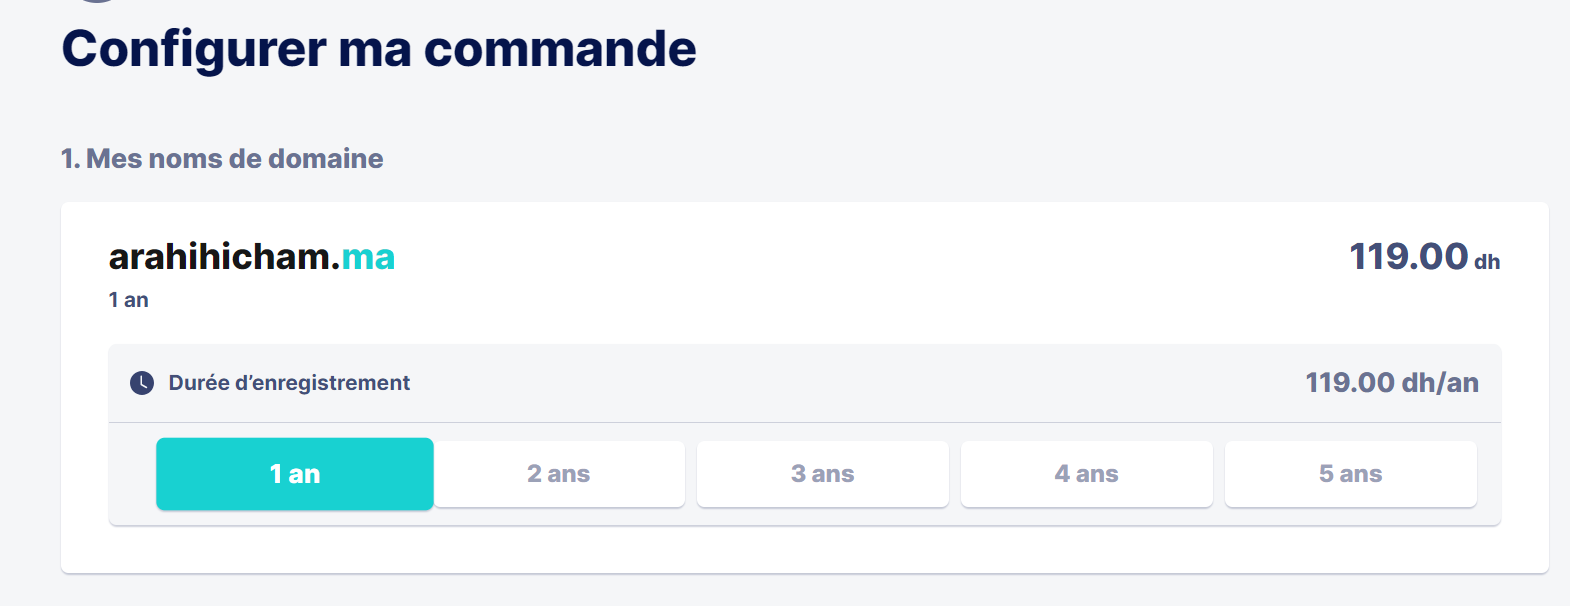 Configurer ma commande
1. Mes noms de domaine
arahihicham.ma
119.00 dh
1 an
Durée d’enregistrement
119.00 dh/an
1 an
2 ans
3 ans
4 ans
5 ans